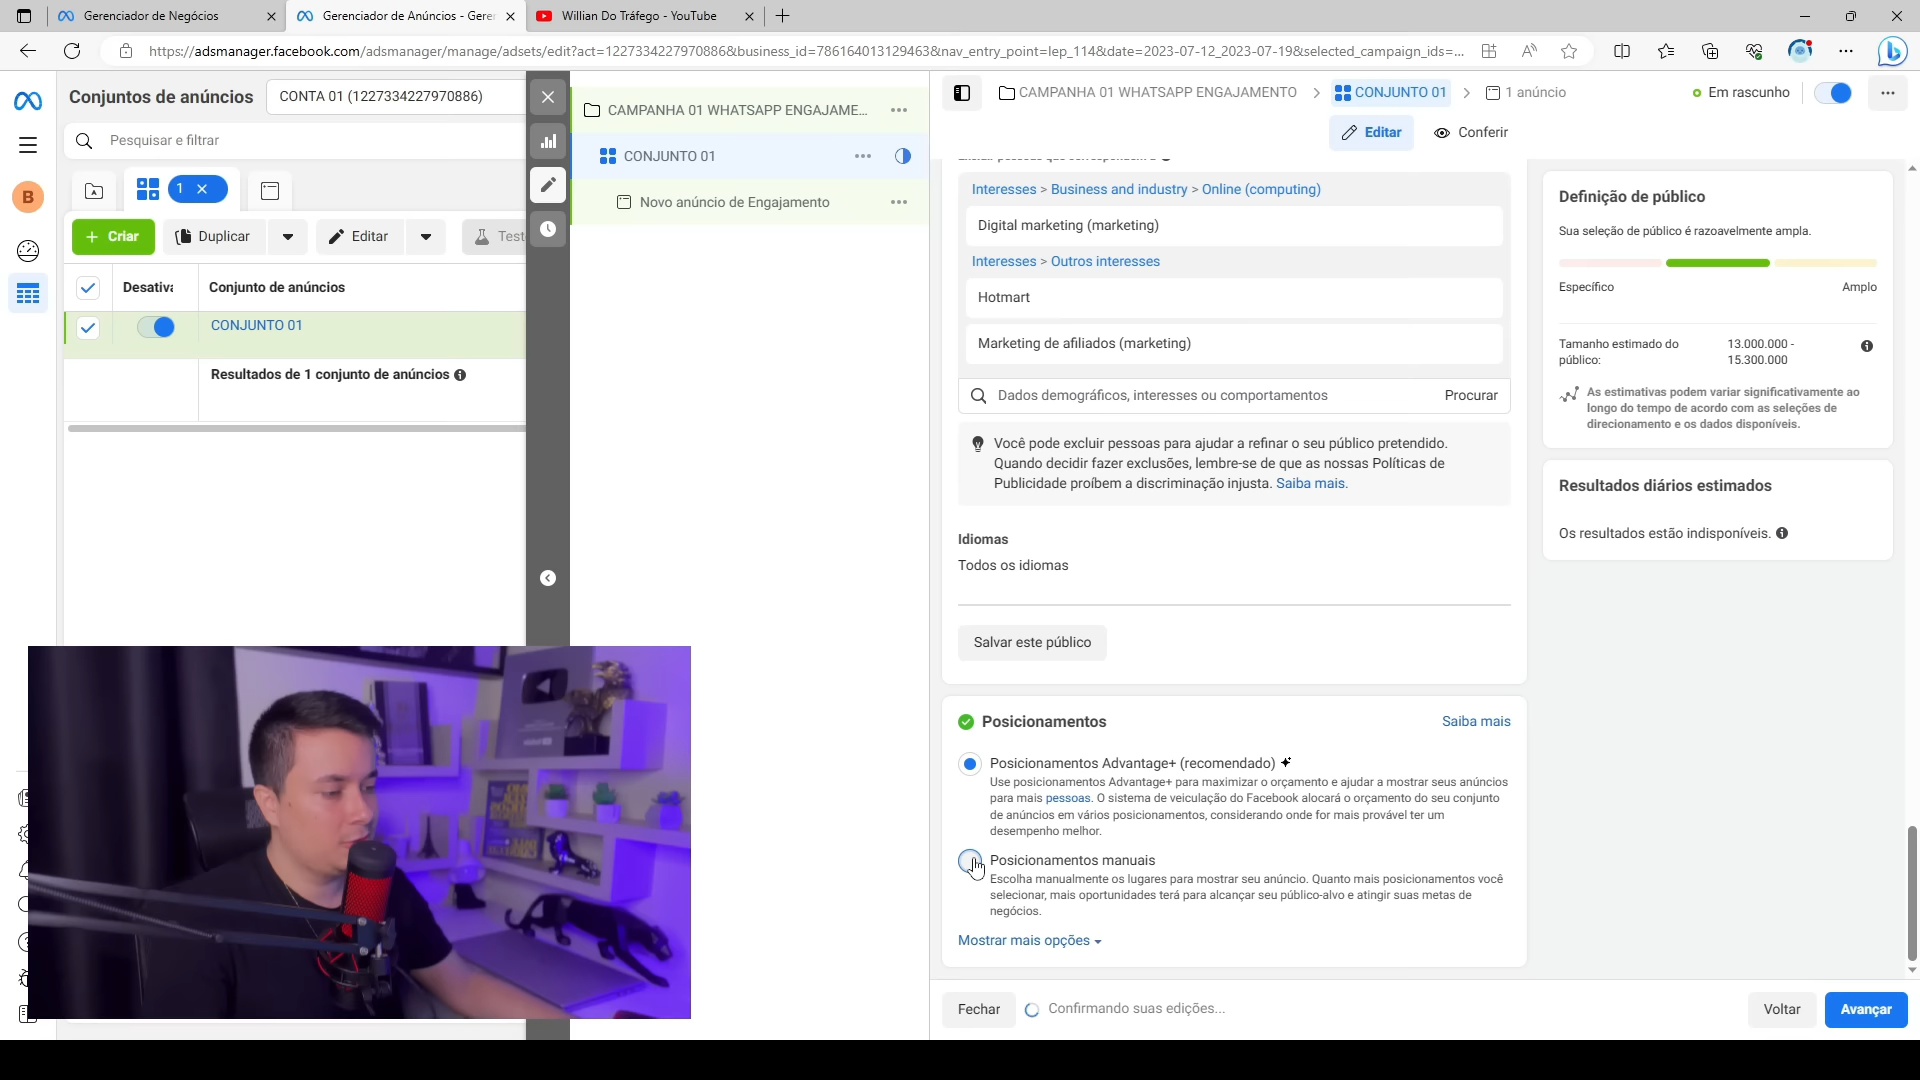 Gerenciador de Negócios
Gerenciador de Anúncios - Geren
Willian Do Tráfego - YouTube
https://adsmanager.facebook.com/adsmanager/manage/adsets/edit?act=1227334227970886&business_id=786164013129463&nav_entry_point=lep_114&date=2023-07-12_2023-07-19&selected_campaign_ids=...
Conjuntos de anúncios
CONTA 01 (1227334227970886)
Pesquisar e filtrar
B
1
Criar
Duplicar
Editar
Test
Desativa
Conjunto de anúncios
CONJUNTO 01
Resultados de 1 conjunto de anúncios
CAMPANHA 01 WHATSAPP ENGAJAME...
CONJUNTO 01
Novo anúncio de Engajamento
CAMPANHA 01 WHATSAPP ENGAJAMENTO
CONJUNTO 01
1 anúncio
Em rascunho
Editar
Conferir
Interesses > Business and industry > Online (computing)
Digital marketing (marketing)
Interesses > Outros interesses
Hotmart
Marketing de afiliados (marketing)
Dados demográficos, interesses ou comportamentos
Procurar
Você pode excluir pessoas para ajudar a refinar o seu público pretendido.
Quando decidir fazer exclusões, lembre-se de que as nossas Políticas de
Publicidade proíbem a discriminação injusta. Saiba mais.
Idiomas
Todos os idiomas
Salvar este público
Posicionamentos
Saiba mais
Posicionamentos Advantage+ (recomendado)
Use posicionamentos Advantage+ para maximizar o orçamento e ajudar a mostrar seus anúncios
para mais pessoas. O sistema de veiculação do Facebook alocará o orçamento do seu conjunto
de anúncios em vários posicionamentos, considerando onde for mais provável ter um
desempenho melhor.
Posicionamentos manuais
Escolha manualmente os lugares para mostrar seu anúncio. Quanto mais posicionamentos você
selecionar, mais oportunidades terá para alcançar seu público-alvo e atingir suas metas de
negócios.
Mostrar mais opções
Fechar
Confirmando suas edições...
Voltar
Avançar
Definição de público
Sua seleção de público é razoavelmente ampla.
Específico
Amplo
Tamanho estimado do
público:
13.000.000 -
15.300.000
As estimativas podem variar significativamente ao
longo do tempo de acordo com as seleções de
direcionamento e os dados disponíveis.
Resultados diários estimados
Os resultados estão indisponíveis.